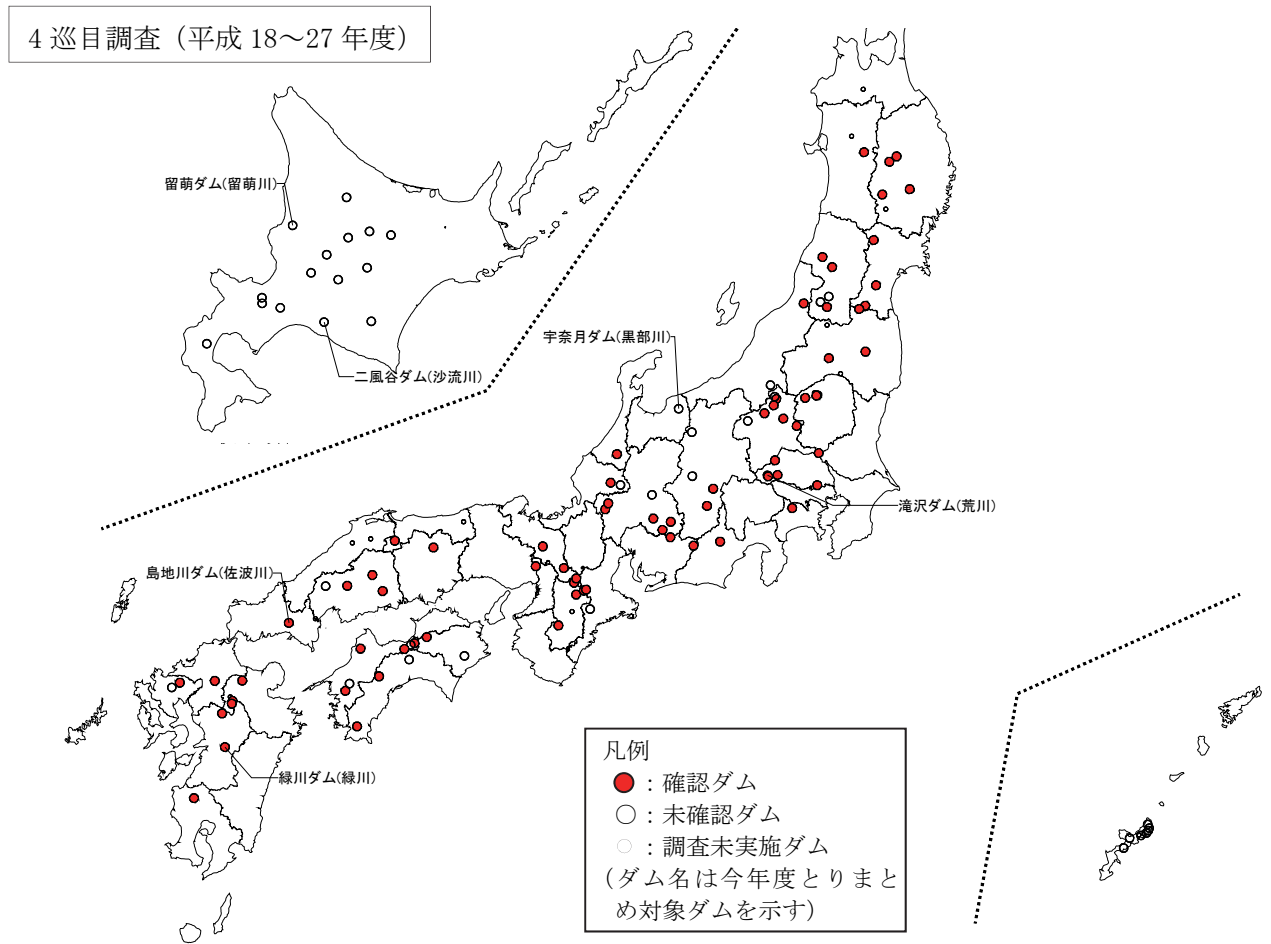 4 巡目調査（平成 18～27 年度）
留萌ダム(留萌川)
宇奈月ダム(黒部川)
二風谷ダム(沙流川)
滝沢ダム(荒川)
島地川ダム(佐波川)
緑川ダム(緑川)
凡例
：確認ダム
：未確認ダム
：調査未実施ダム
(ダム名は今年度とりまと
め対象ダムを示す)